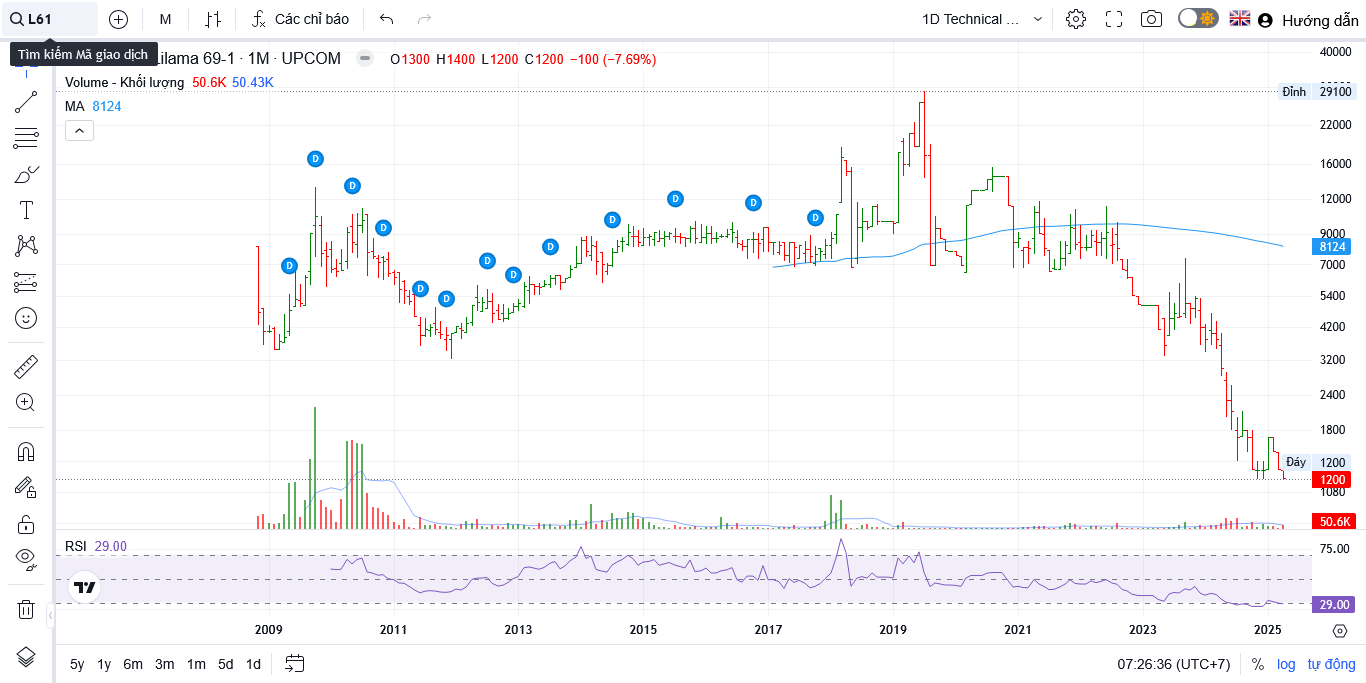 L61 M Các chỉ báo 1D Technical ... Hướng dẫn
Tìm kiếm Mã giao dịch
Lilama 69-1 · 1M · UPCOM O1300 H1400 L1200 C1200 −100 (−7.69%)
Volume - Khối lượng 50.6K 50.43K
MA 8124
40000
Đỉnh 29100
22000
16000
12000
9000
8124
7000
5400
4200
3200
2400
1800
Đáy 1200
1200
1080
50.6K
D
D
D
D
D
D
D
D
D
D
D
D
D
RSI 29.00
75.00
29.00
2009 2011 2013 2015 2017 2019 2021 2023 2025
5y 1y 6m 3m 1m 5d 1d 07:26:36 (UTC+7) % log tự động